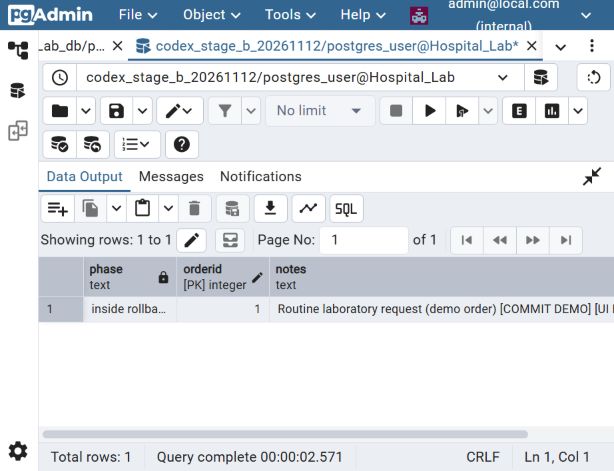 pgAdmin File Object Tools Help admin@local.com
(internal)
_ab_db/p... codex_stage_b_20261112/postgres_user@Hospital_Lab*
codex_stage_b_20261112/postgres_user@Hospital_Lab
No limit
E
Data Output Messages Notifications
SQL
Showing rows: 1 to 1 Page No: 1 of 1
phase orderid notes
text [PK] integer text
1 inside rollba... 1 Routine laboratory request (demo order) [COMMIT DEMO] [UI
Total rows: 1 Query complete 00:00:02.571 CRLF Ln 1, Col 1